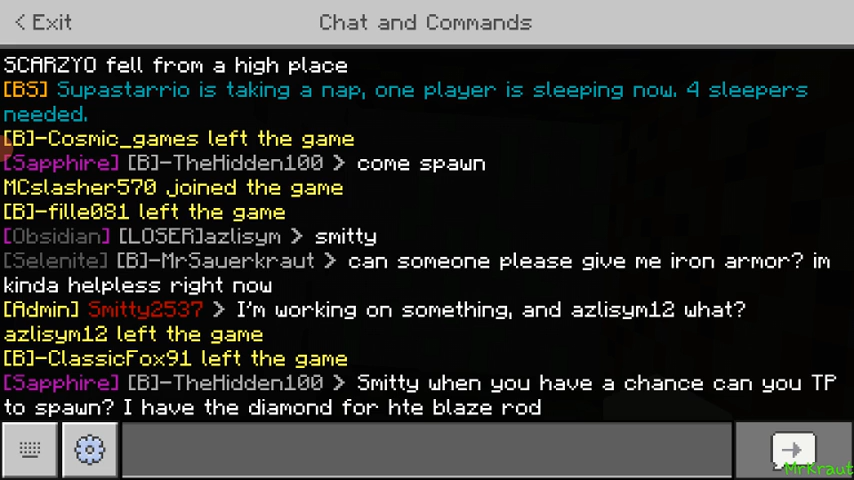 < Exit
Chat and Commands
SCARZYO fell from a high place
[BS] Supastarrio is taking a nap, one player is sleeping now. 4 sleepers
needed.
[B]-Cosmic_games left the game
[Sapphire] [B]-TheHidden100 > come spawn
MCslasher570 joined the game
[B]-fille081 left the game
[Obsidian] [LOSER]azlisym > smitty
[Selenite] [B]-MrSauerkraut > can someone please give me iron armor? im
kinda helpless right now
[Admin] Smitty2537 > I'm working on something, and azlisym12 what?
azlisym12 left the game
[B]-ClassicFox91 left the game
[Sapphire] [B]-TheHidden100 > Smitty when you have a chance can you TP
to spawn? I have the diamond for hte blaze rod
MrKraut